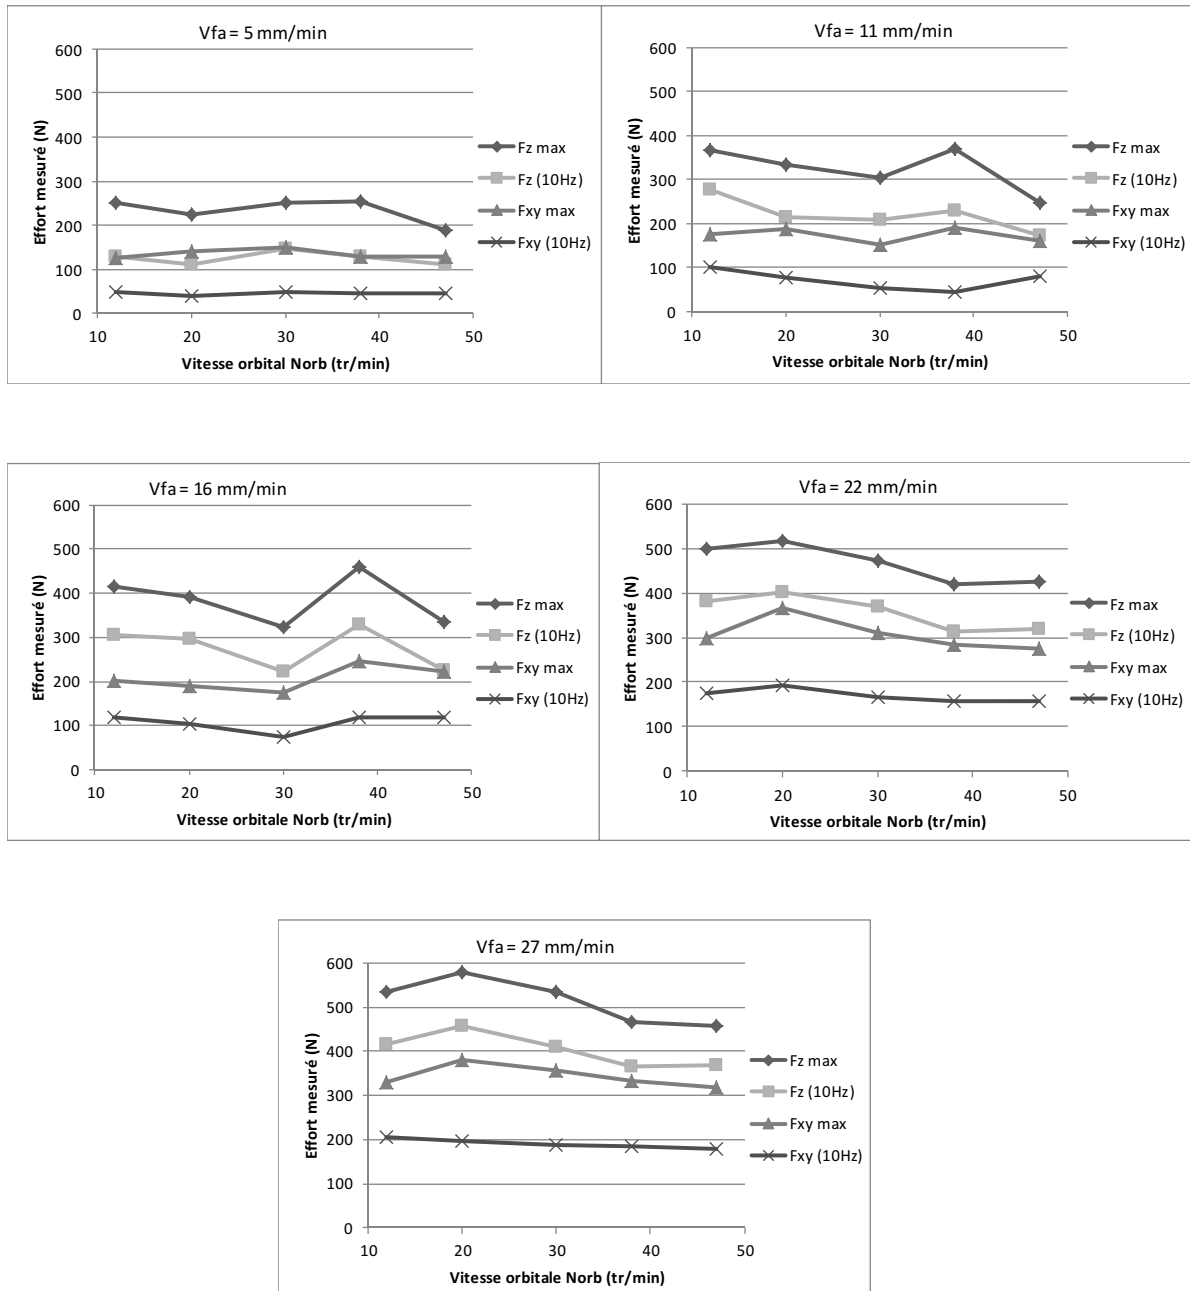 Vfa = 5 mm/min
600
500
400
300
200
100
0
10 20 30 40 50
Effort mesuré (N)
Vitesse orbital Norb (tr/min)
Fz max
Fz (10Hz)
Fxy max
Fxy (10Hz)
Vfa = 11 mm/min
600
500
400
300
200
100
0
10 20 30 40 50
Effort mesuré (N)
Vitesse orbitale Norb (tr/min)
Fz max
Fz (10Hz)
Fxy max
Fxy (10Hz)
Vfa = 16 mm/min
600
500
400
300
200
100
0
10 20 30 40 50
Effort mesuré (N)
Vitesse orbitale Norb (tr/min)
Fz max
Fz (10Hz)
Fxy max
Fxy (10Hz)
Vfa = 22 mm/min
600
500
400
300
200
100
0
10 20 30 40 50
Effort mesuré (N)
Vitesse orbitale Norb (tr/min)
Fz max
Fz (10Hz)
Fxy max
Fxy (10Hz)
Vfa = 27 mm/min
600
500
400
300
200
100
0
10 20 30 40 50
Effort mesuré (N)
Vitesse orbitale Norb (tr/min)
Fz max
Fz (10Hz)
Fxy max
Fxy (10Hz)